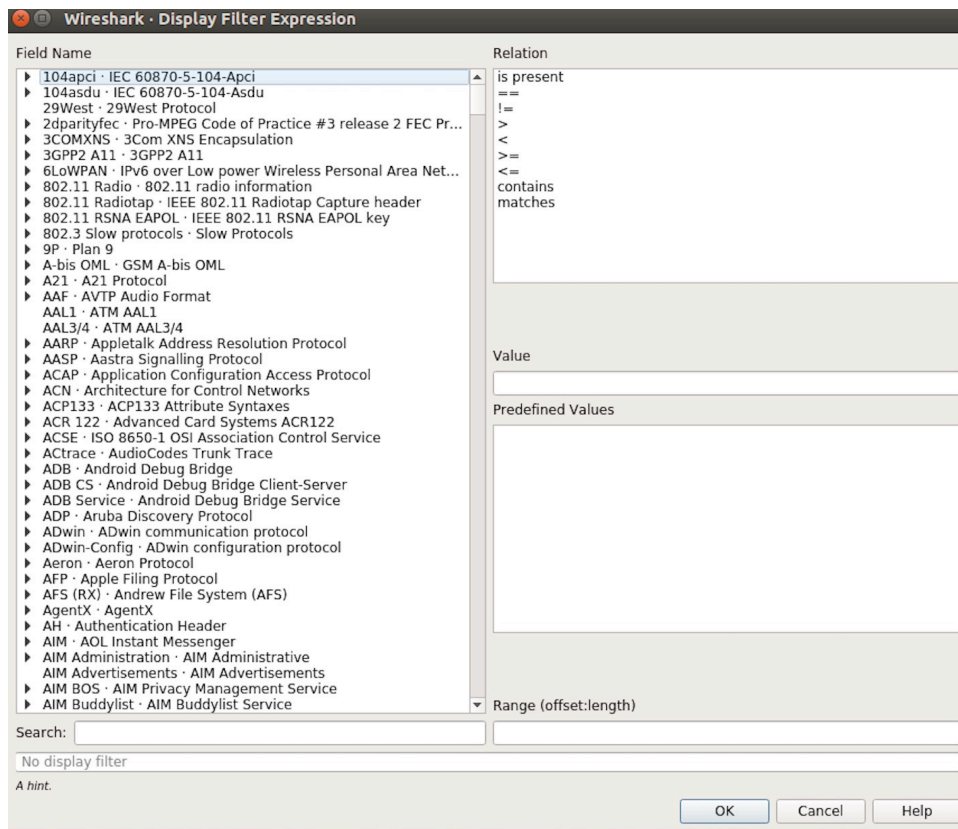 Wireshark · Display Filter Expression
Field Name
104apci · IEC 60870-5-104-Apci
104asdu · IEC 60870-5-104-Asdu
29West · 29West Protocol
2dparityfec · Pro-MPEG Code of Practice #3 release 2 FEC Pr...
3COMXNS · 3Com XNS Encapsulation
3GPP2 A11 · 3GPP2 A11
6LoWPAN · IPv6 over Low power Wireless Personal Area Net...
802.11 Radio · 802.11 radio information
802.11 Radiotap · IEEE 802.11 Radiotap Capture header
802.11 RSNA EAPOL · IEEE 802.11 RSNA EAPOL key
802.3 Slow protocols · Slow Protocols
9P · Plan 9
A-bis OML · GSM A-bis OML
A21 · A21 Protocol
AAF · AVTP Audio Format
AAL1 · ATM AAL1
AAL3/4 · ATM AAL3/4
AARP · Appletalk Address Resolution Protocol
AASP · Aastra Signalling Protocol
ACAP · Application Configuration Access Protocol
ACN · Architecture for Control Networks
ACP133 · ACP133 Attribute Syntaxes
ACR 122 · Advanced Card Systems ACR122
ACSE · ISO 8650-1 OSI Association Control Service
ACtrace · AudioCodes Trunk Trace
ADB · Android Debug Bridge
ADB CS · Android Debug Bridge Client-Server
ADB Service · Android Debug Bridge Service
ADP · Aruba Discovery Protocol
ADwin · ADwin communication protocol
ADwin-Config · ADwin configuration protocol
Aeron · Aeron Protocol
AFP · Apple Filing Protocol
AFS (RX) · Andrew File System (AFS)
AgentX · AgentX
AH · Authentication Header
AIM · AOL Instant Messenger
AIM Administration · AIM Administrative
AIM Advertisements · AIM Advertisements
AIM BOS · AIM Privacy Management Service
AIM Buddylist · AIM Buddylist Service
Search:
Relation
is present
==
!=
>
<
>=
<=
contains
matches
Value
Predefined Values
Range (offset:length)
No display filter
A hint.
OK
Cancel
Help